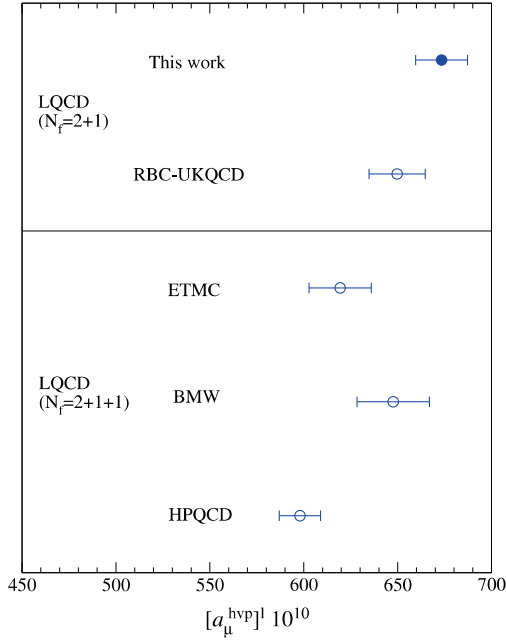 This work
LQCD
(N_f=2+1)
RBC-UKQCD
ETMC
LQCD
(N_f=2+1+1)
BMW
HPQCD
450 500 550 600 650 700
[a_μ^hvp]^l 10^10